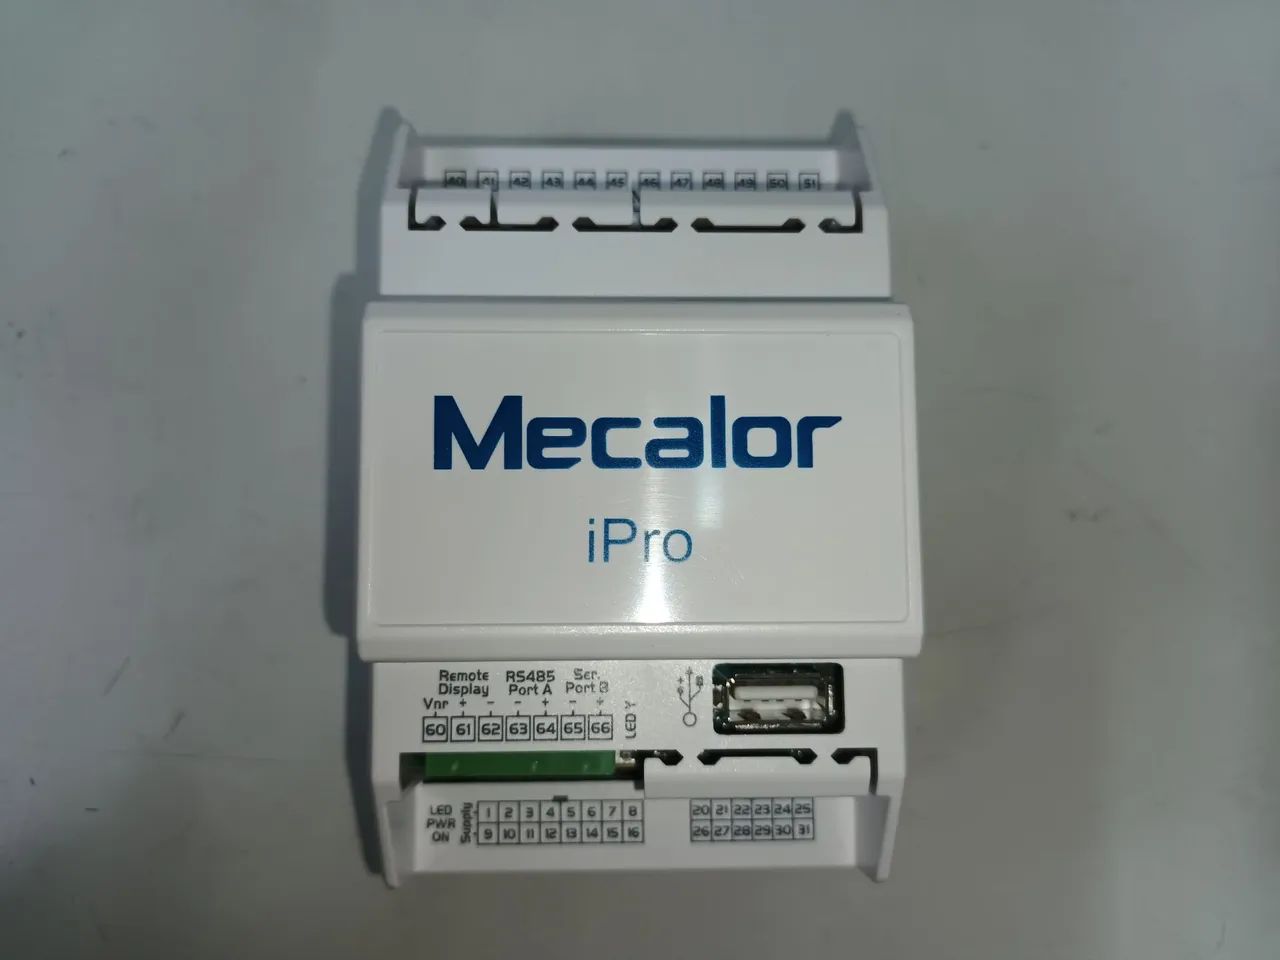 40 41 42 43 44 45 46 47 48 49 50 51
Mecalor
iPro
Remote Display
RS485 Port A
Ser. Port B
Vnr + - - + - +
60 61 62 63 64 65 66
LED Y
LED PWR ON
Supply
+ 1 2 3 4 5 6 7 8
- 9 10 11 12 13 14 15 16
20 21 22 23 24 25
26 27 28 29 30 31